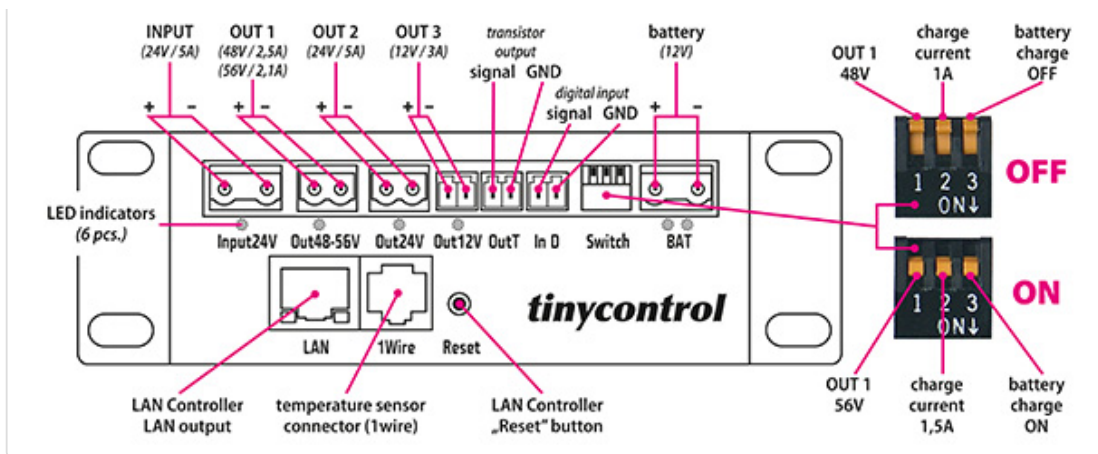 INPUT
(24V / 5A)
OUT 1
(48V / 2,5A)
(56V / 2,1A)
OUT 2
(24V / 5A)
OUT 3
(12V / 3A)
transistor
output
signal GND
digital input
signal GND
battery
(12V)
OUT 1
48V
charge
current
1A
battery
charge
OFF
+ −
+ −
+ −
+ −
+ −
1 2 3
ON↓
OFF
LED indicators
(6 pcs.)
Input24V Out48-56V Out24V Out12V OutT In D Switch BAT
1 2 3
ON↓
ON
tinycontrol
LAN 1Wire Reset
LAN Controller
LAN output
temperature sensor
connector (1wire)
LAN Controller
„Reset" button
OUT 1
56V
charge
current
1,5A
battery
charge
ON